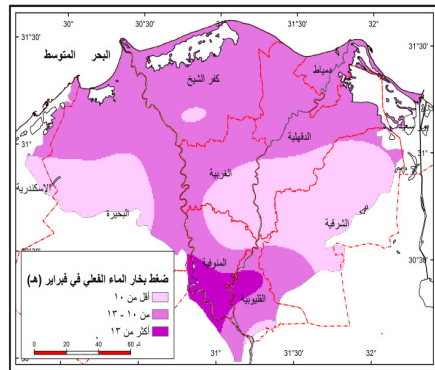 31° 30° 31° 31°30' 32°
البحر المتوسط
31°30'
31°30'
دمياط
كفر الشيخ
الدقهلية
31°
31°
الغربية
الإسكندرية
البحيرة
الشرقية
30°30'
المنوفية
ضغط بخار الماء الفعلي في فبراير (هـ)
أقل من ١٠
من ١٠ - ١٣
أكثر من ١٣
القليوبية
0 20 40 60
31° 31°30' 32°